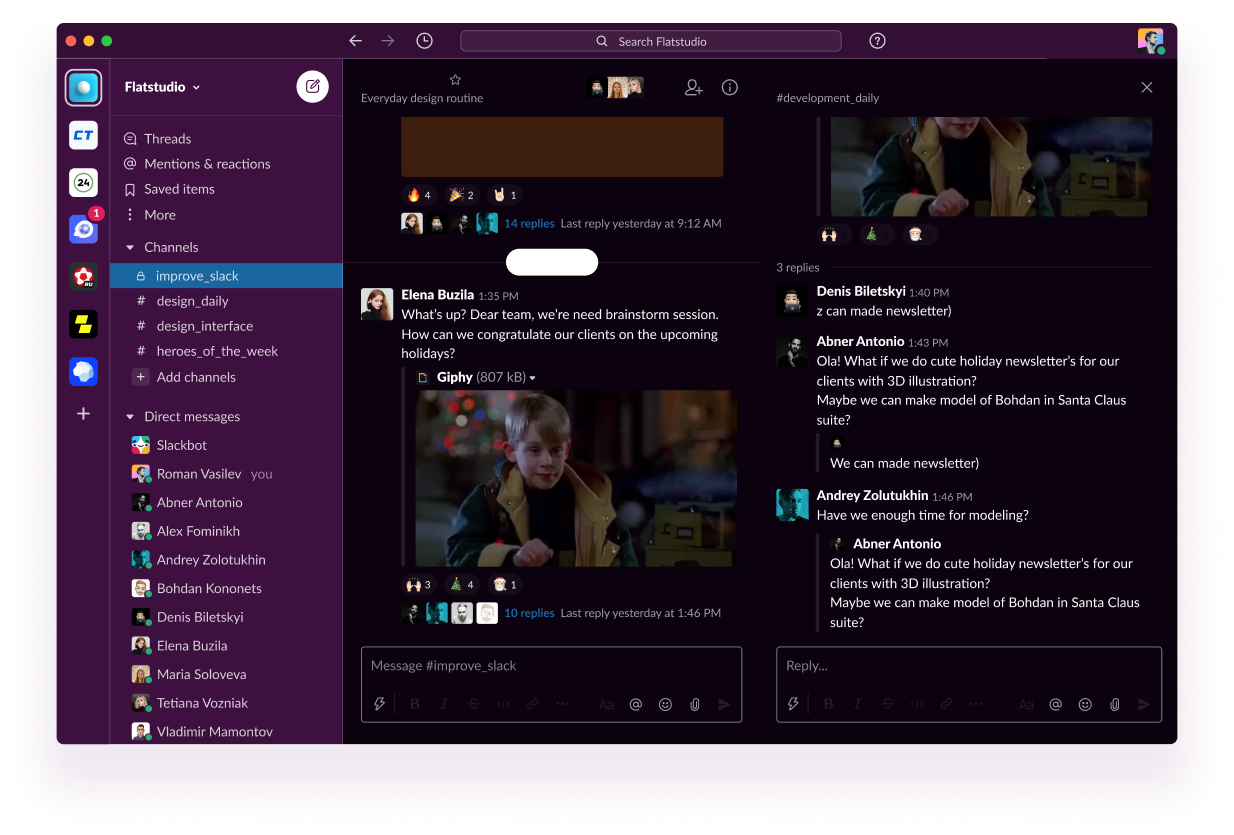 Search Flatstudio
Flatstudio
CT
24
1
RU
Threads
Mentions & reactions
Saved items
More
Channels
improve_slack
# design_daily
# design_interface
# heroes_of_the_week
+ Add channels
Direct messages
Slackbot
Roman Vasilev you
Abner Antonio
Alex Fominikh
Andrey Zolotukhin
Bohdan Kononets
Denis Biletskyi
Elena Buzila
Maria Soloveva
Tetiana Vozniak
Vladimir Mamontov
Everyday design routine
4 2 1
14 replies Last reply yesterday at 9:12 AM
Elena Buzila 1:35 PM
What's up? Dear team, we're need brainstorm session.
How can we congratulate our clients on the upcoming
holidays?
Giphy (807 kB)
3 4 1
10 replies Last reply yesterday at 1:46 PM
Message #improve_slack
B I S </> ... Aa @
#development_daily
3 replies
Denis Biletskyi 1:40 PM
z can made newsletter)
Abner Antonio 1:43 PM
Ola! What if we do cute holiday newsletter's for our
clients with 3D illustration?
Maybe we can make model of Bohdan in Santa Claus
suite?
We can made newsletter)
Andrey Zolutukhin 1:46 PM
Have we enough time for modeling?
Abner Antonio
Ola! What if we do cute holiday newsletter's for our
clients with 3D illustration?
Maybe we can make model of Bohdan in Santa Claus
suite?
Reply...
B I S </> ... Aa @